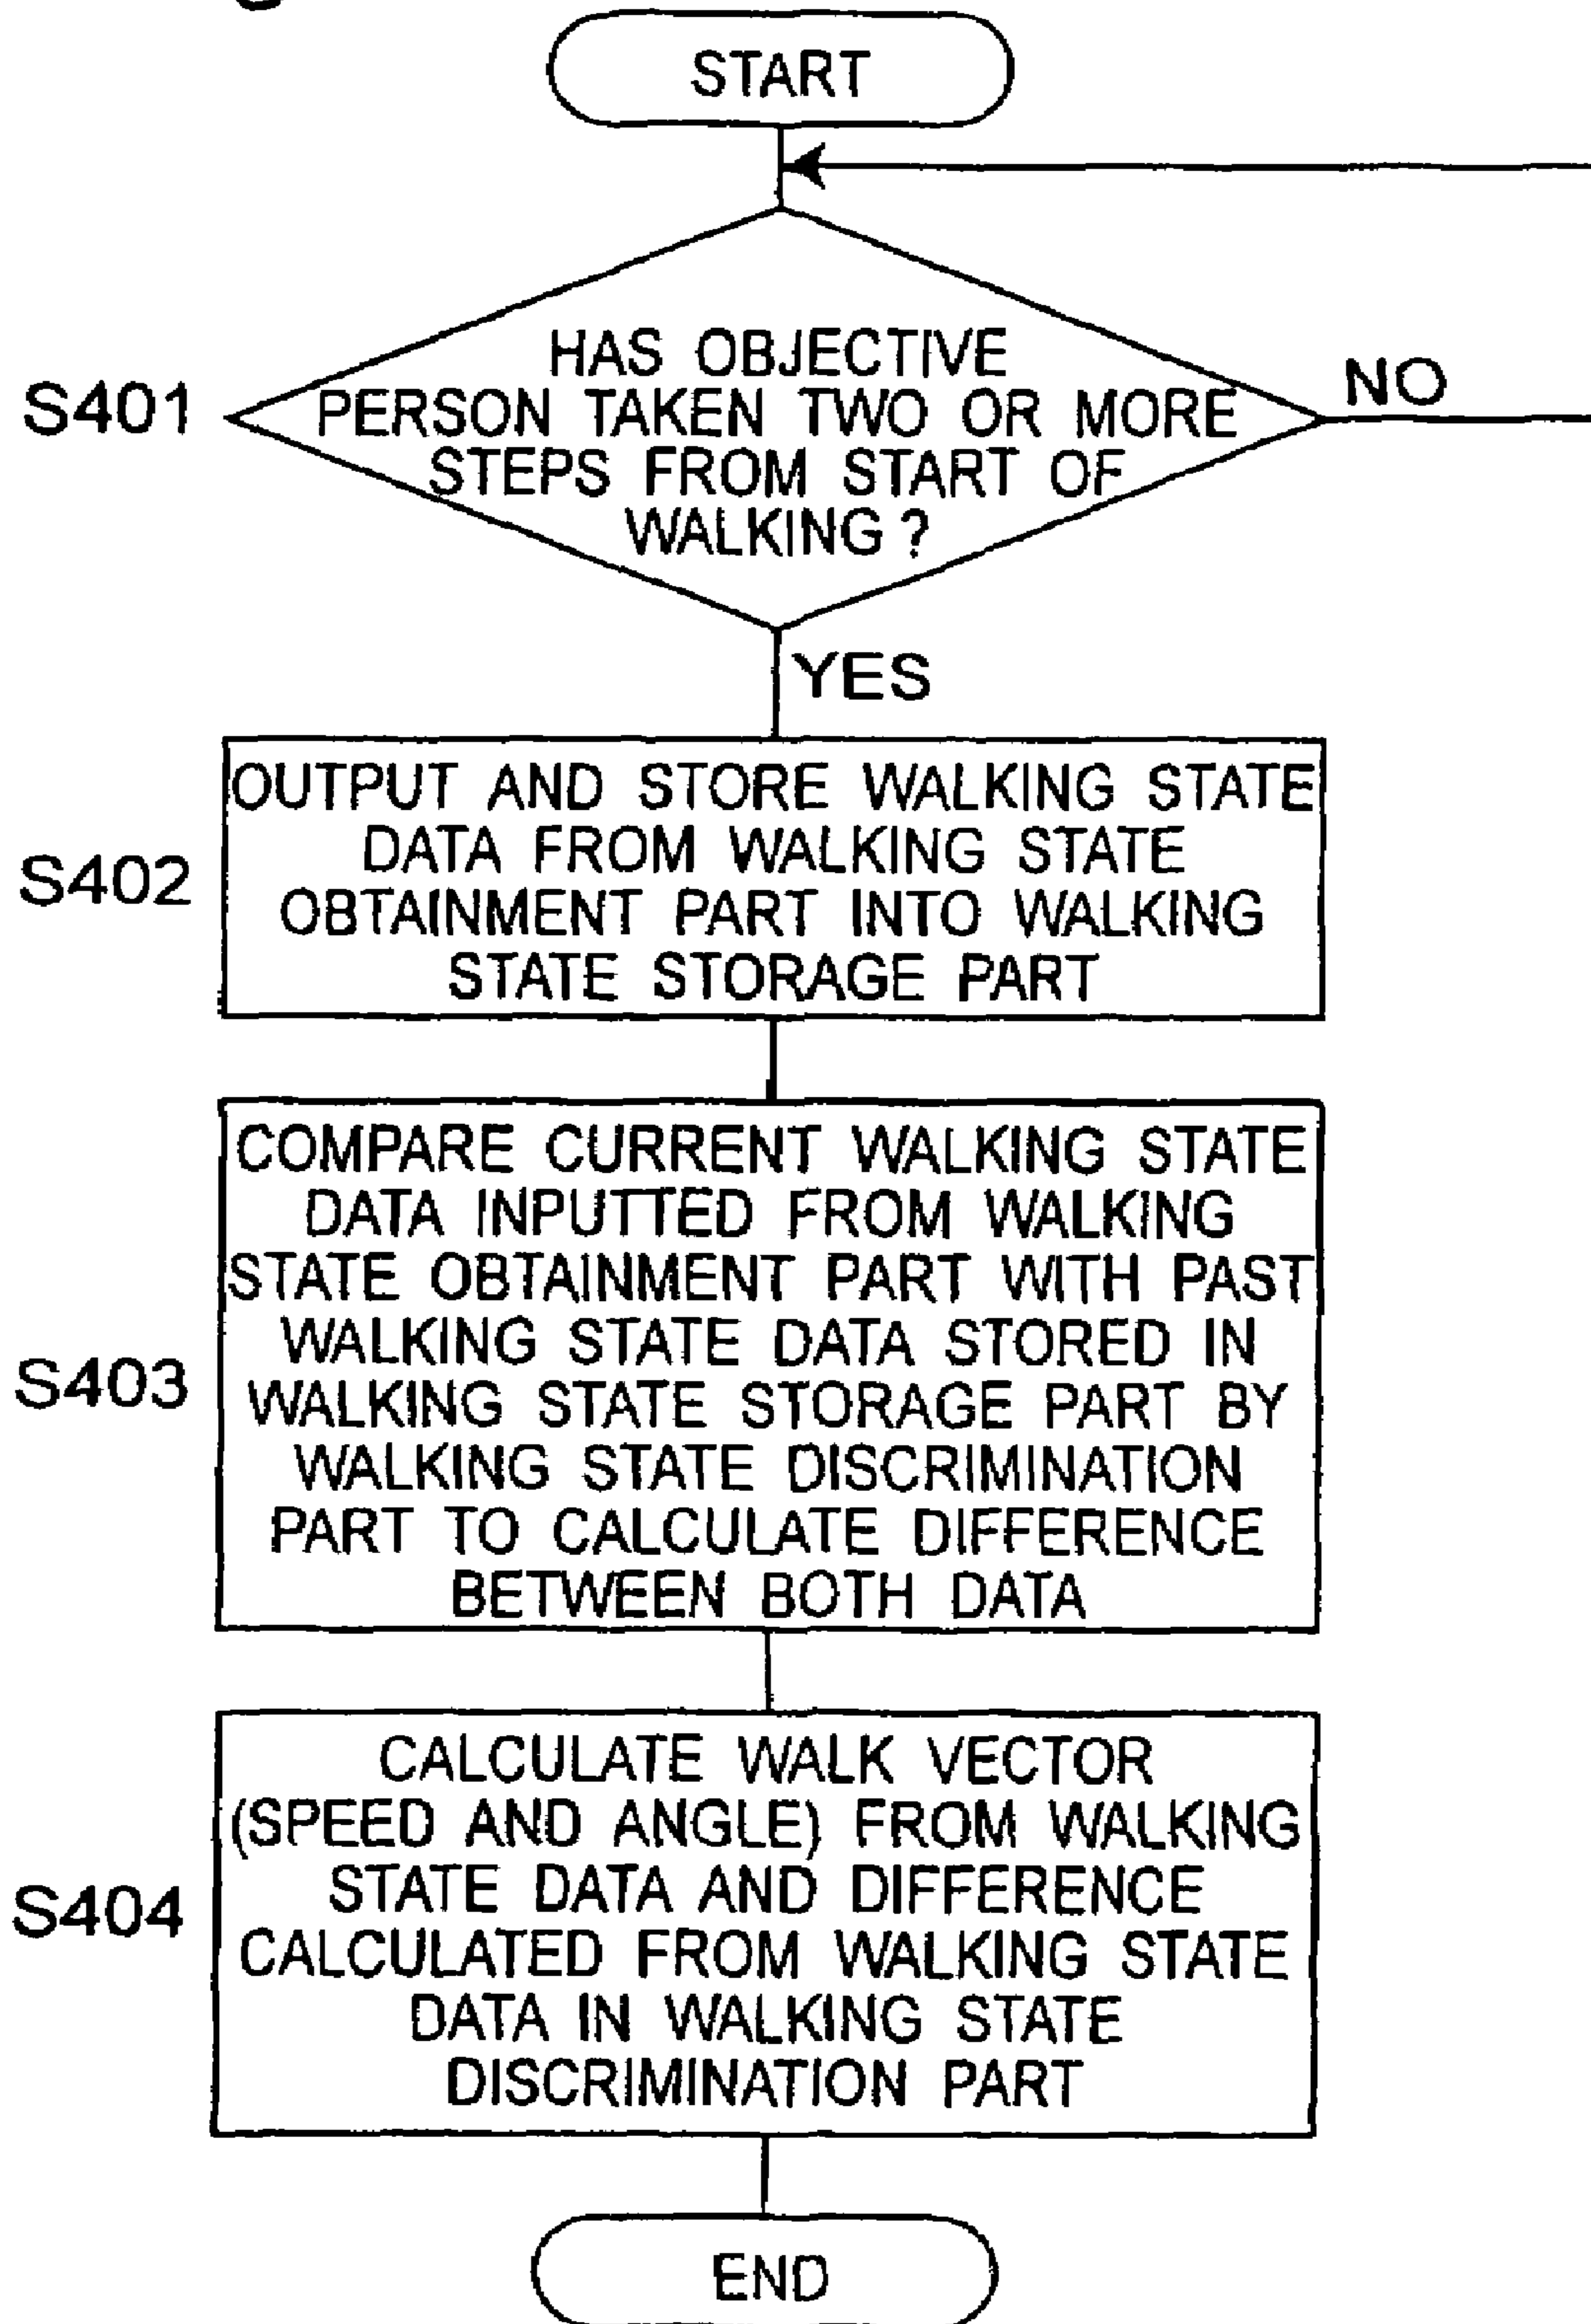 START
HAS OBJECTIVE
PERSON TAKEN TWO OR MORE
STEPS FROM START OF
WALKING ?
S401
NO
YES
S402
OUTPUT AND STORE WALKING STATE
DATA FROM WALKING STATE
OBTAINMENT PART INTO WALKING
STATE STORAGE PART
S403
COMPARE CURRENT WALKING STATE
DATA INPUTTED FROM WALKING
STATE OBTAINMENT PART WITH PAST
WALKING STATE DATA STORED IN
WALKING STATE STORAGE PART BY
WALKING STATE DISCRIMINATION
PART TO CALCULATE DIFFERENCE
BETWEEN BOTH DATA
S404
CALCULATE WALK VECTOR
(SPEED AND ANGLE) FROM WALKING
STATE DATA AND DIFFERENCE
CALCULATED FROM WALKING STATE
DATA IN WALKING STATE
DISCRIMINATION PART
END